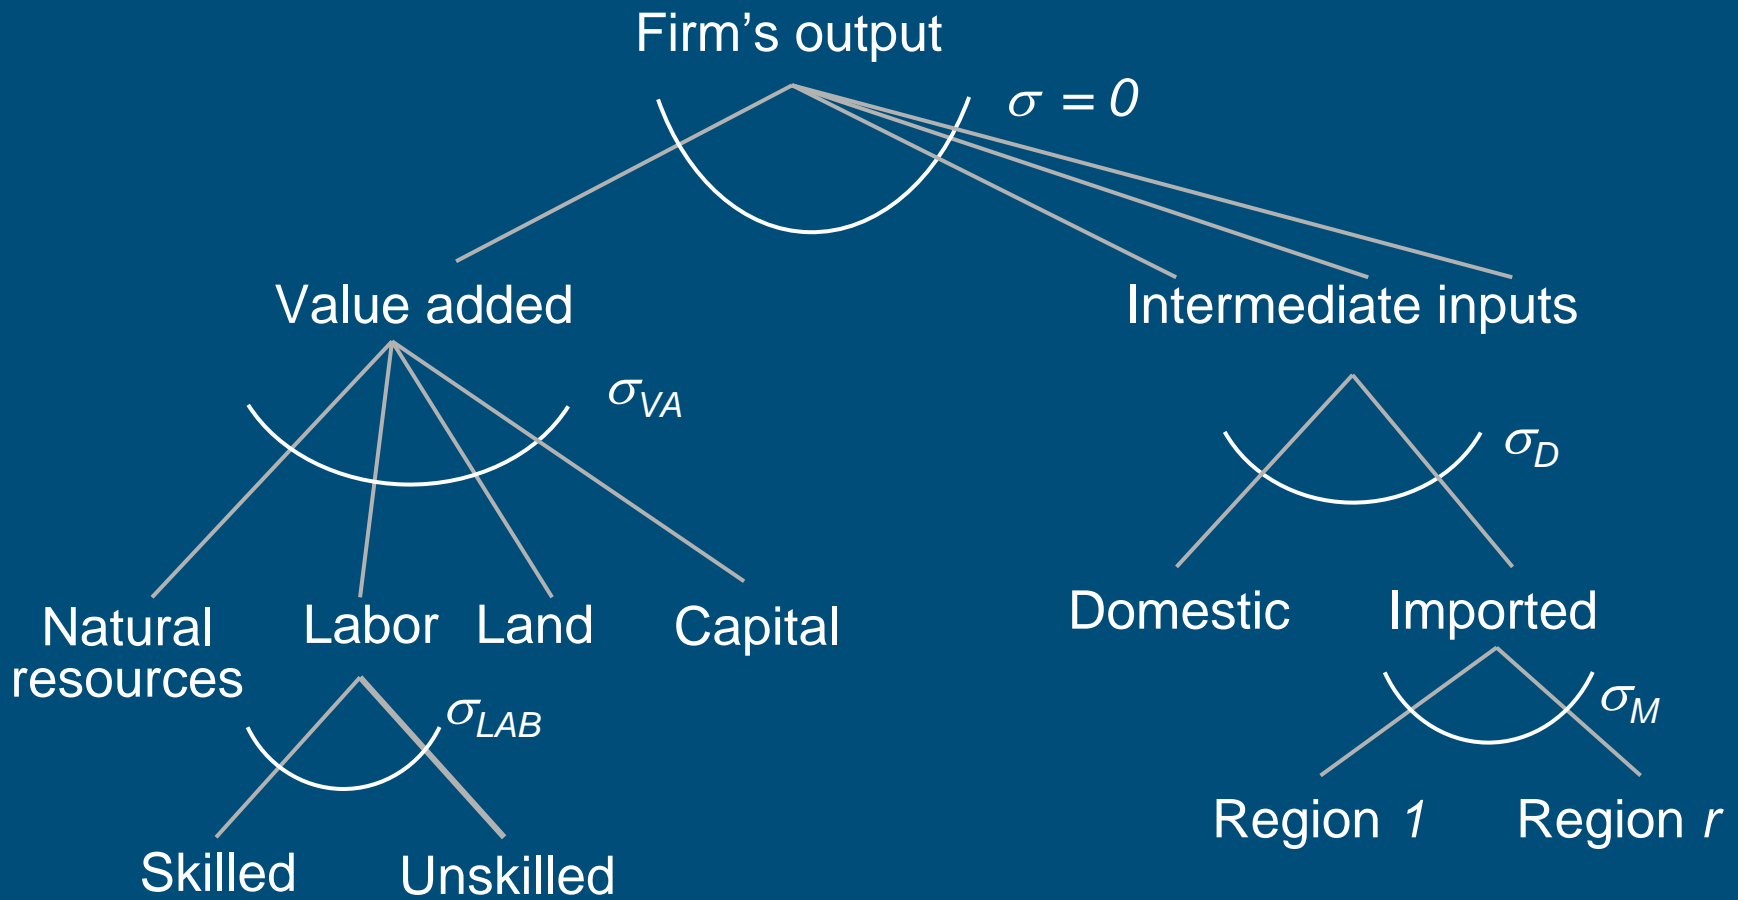 Firm’s output
σ = 0
Value added
Intermediate inputs
σVA
σD
Natural
resources
Labor
Land
Capital
Domestic
Imported
σLAB
σM
Region 1
Region r
Skilled
Unskilled